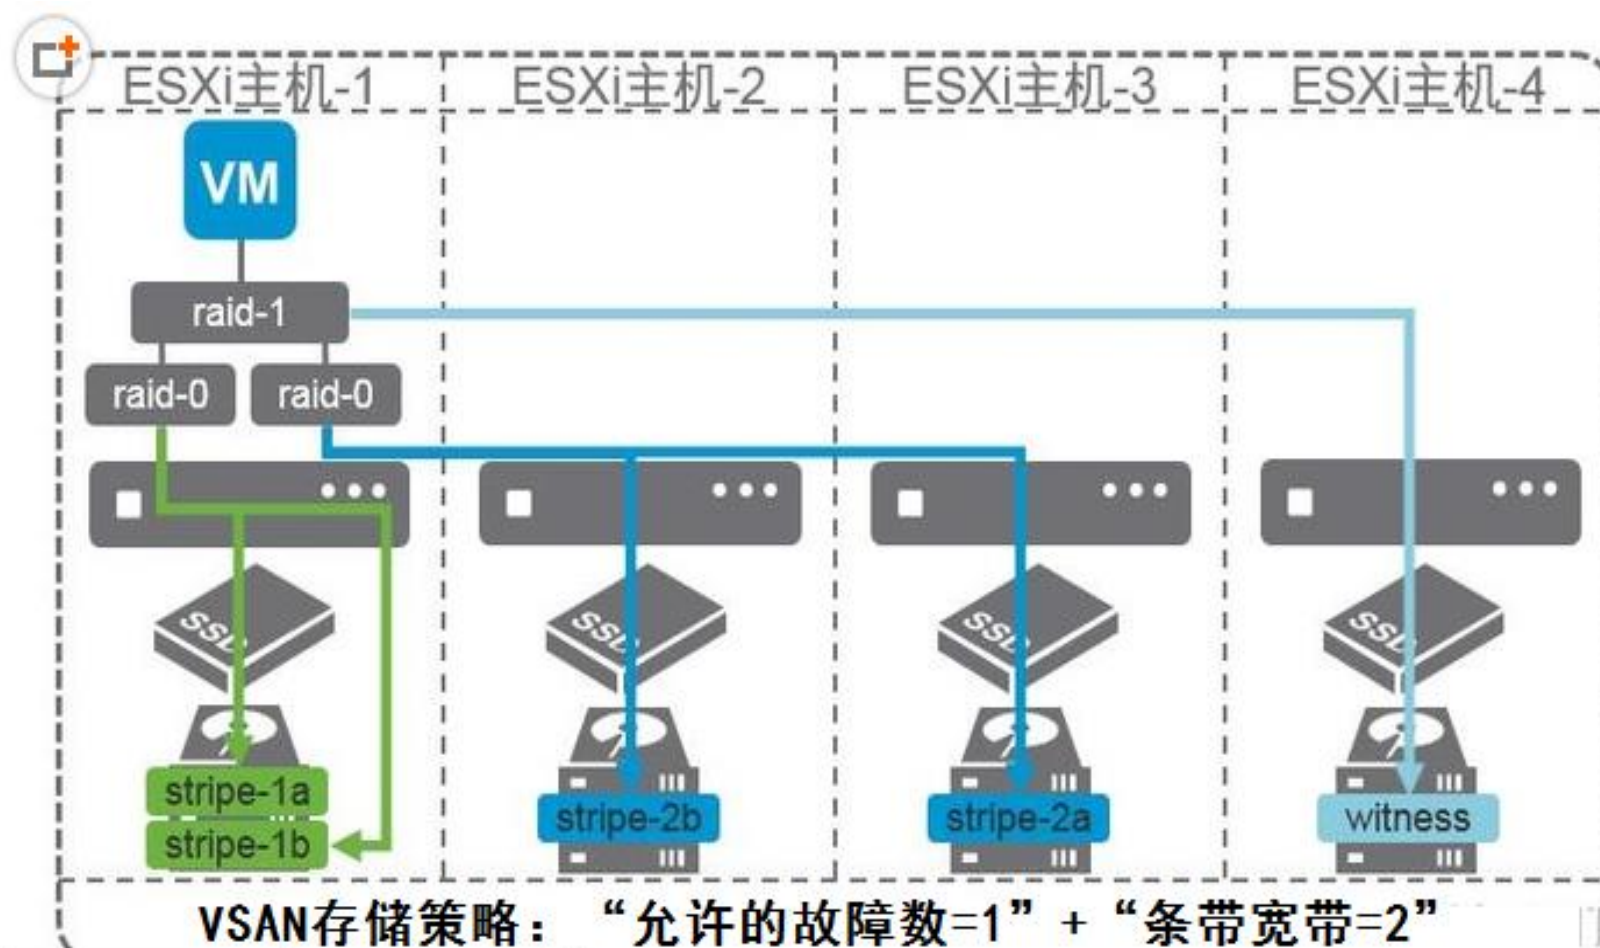 ESXi主机-1 ESXi主机-2 ESXi主机-3 ESXi主机-4
VM
raid-1
raid-0 raid-0
SSD SSD SSD SSD
stripe-1a
stripe-1b
stripe-2b
stripe-2a
witness
VSAN存储策略：“允许的故障数=1”+“条带宽带=2”